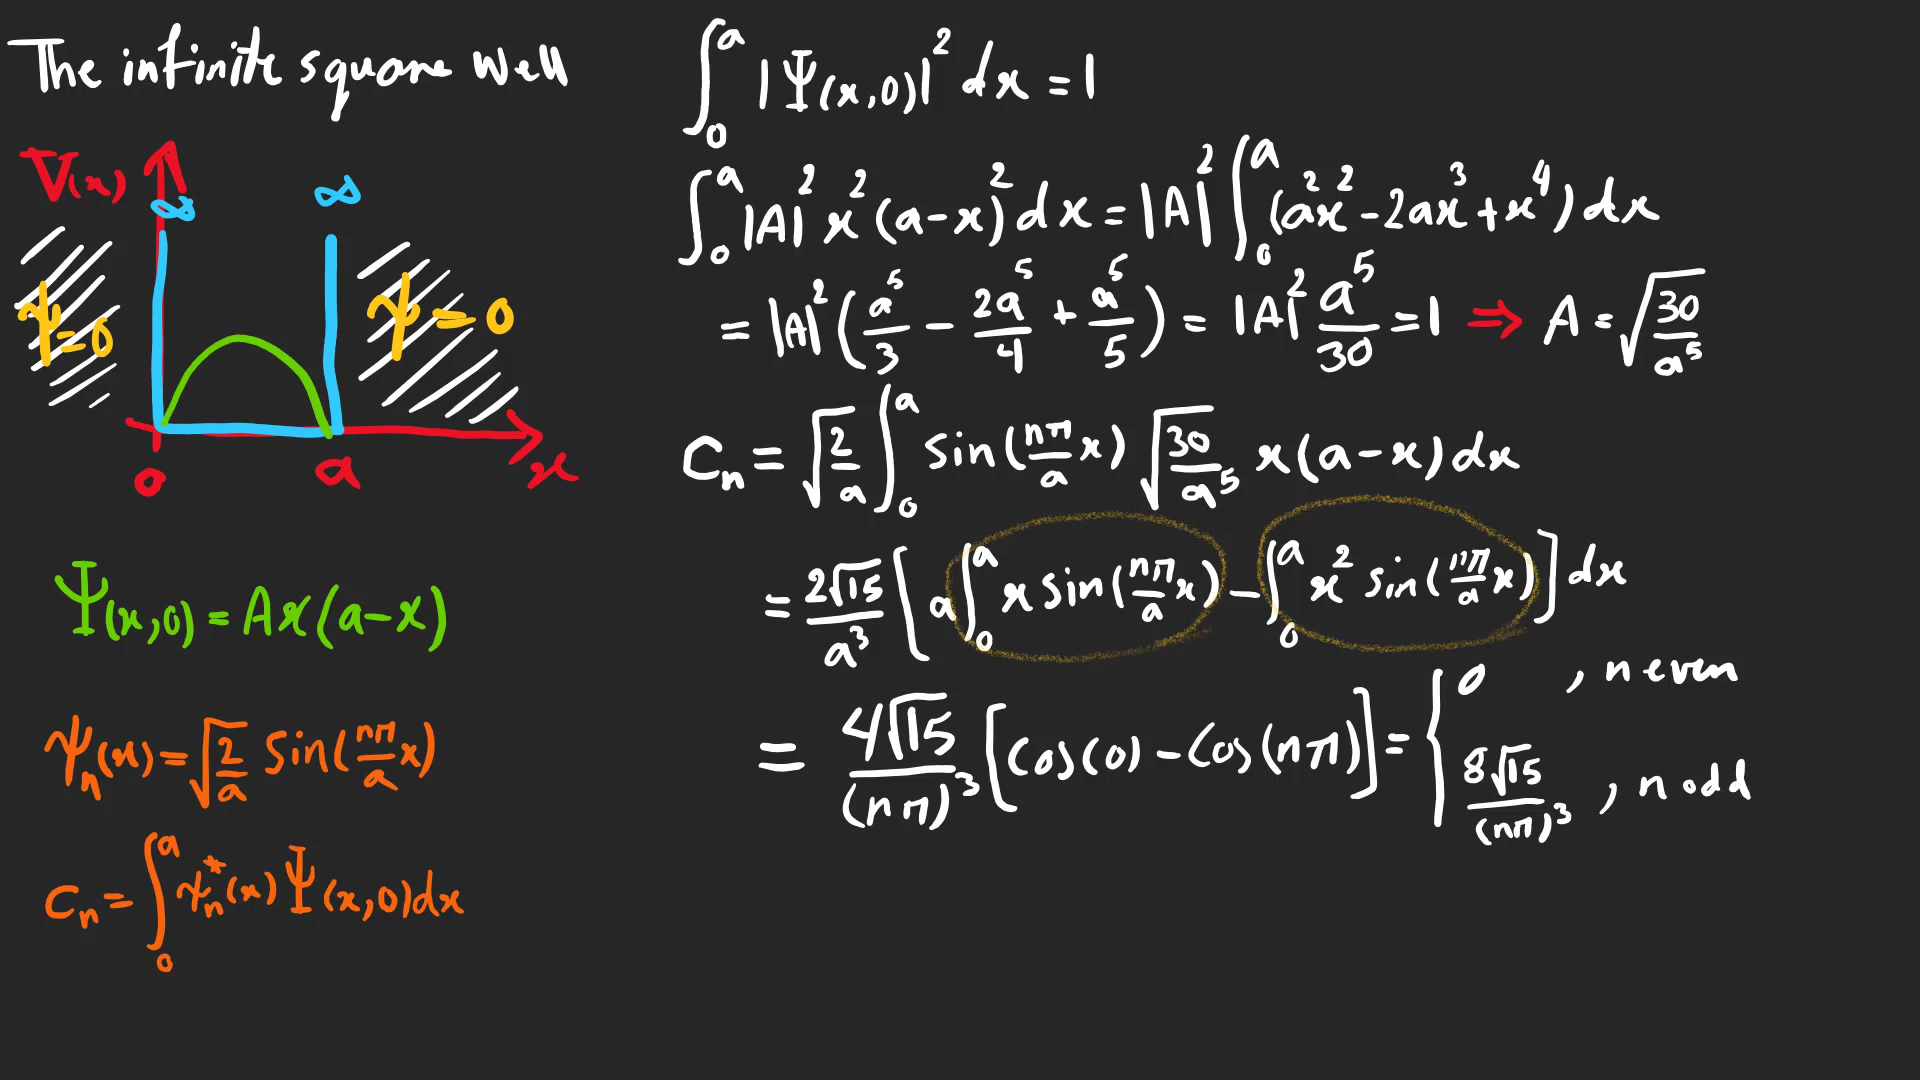 The infinite square well
V(x)
∞ ∞
ψ=0 ψ=0
0 a x
Ψ(x,0) = Ax(a-x)
ψₙ(x) = √(2/a) Sin(nπ/a x)
Cₙ = ∫₀ᵃ ψₙ*(x) Ψ(x,0) dx
∫₀ᵃ |Ψ(x,0)|² dx = 1
∫₀ᵃ |A|² x² (a-x)² dx = |A|² ∫₀ᵃ (a²x² - 2ax³ + x⁴) dx
= |A|² (a⁵/3 - 2a⁵/4 + a⁵/5) = |A|² a⁵/30 = 1 ⇒ A = √(30/a⁵)
Cₙ = √(2/a) ∫₀ᵃ Sin(nπ/a x) √(30/a⁵) x(a-x) dx
= 2√15/a³ [a ∫₀ᵃ x sin(nπ/a x) - ∫₀ᵃ x² sin(nπ/a x)] dx
= 4√15/(nπ)³ [Cos(0) - Cos(nπ)] = { 0 , n even
8√15/(nπ)³ , n odd